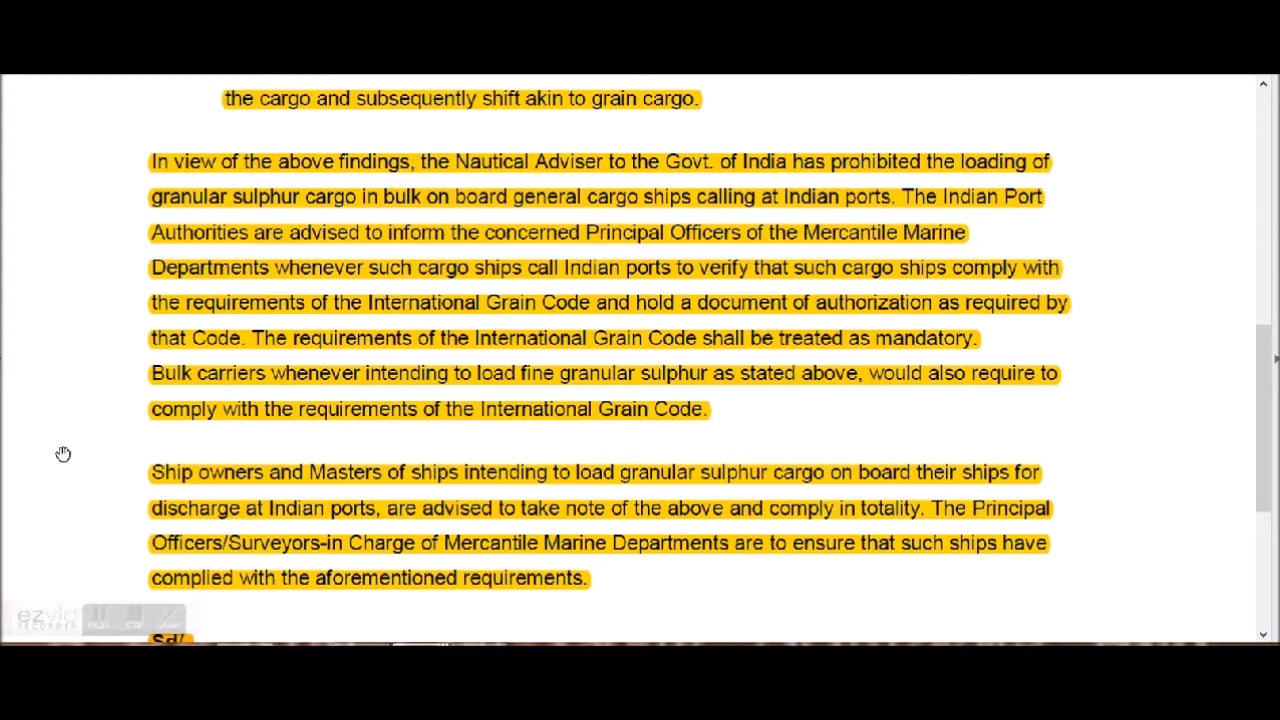 the cargo and subsequently shift akin to grain cargo.
In view of the above findings, the Nautical Adviser to the Govt. of India has prohibited the loading of
granular sulphur cargo in bulk on board general cargo ships calling at Indian ports. The Indian Port
Authorities are advised to inform the concerned Principal Officers of the Mercantile Marine
Departments whenever such cargo ships call Indian ports to verify that such cargo ships comply with
the requirements of the International Grain Code and hold a document of authorization as required by
that Code. The requirements of the International Grain Code shall be treated as mandatory.
Bulk carriers whenever intending to load fine granular sulphur as stated above, would also require to
comply with the requirements of the International Grain Code.
Ship owners and Masters of ships intending to load granular sulphur cargo on board their ships for
discharge at Indian ports, are advised to take note of the above and comply in totality. The Principal
Officers/Surveyors-in Charge of Mercantile Marine Departments are to ensure that such ships have
complied with the aforementioned requirements.
ezvid
RECORDER
PAUSE STOP
Sd/